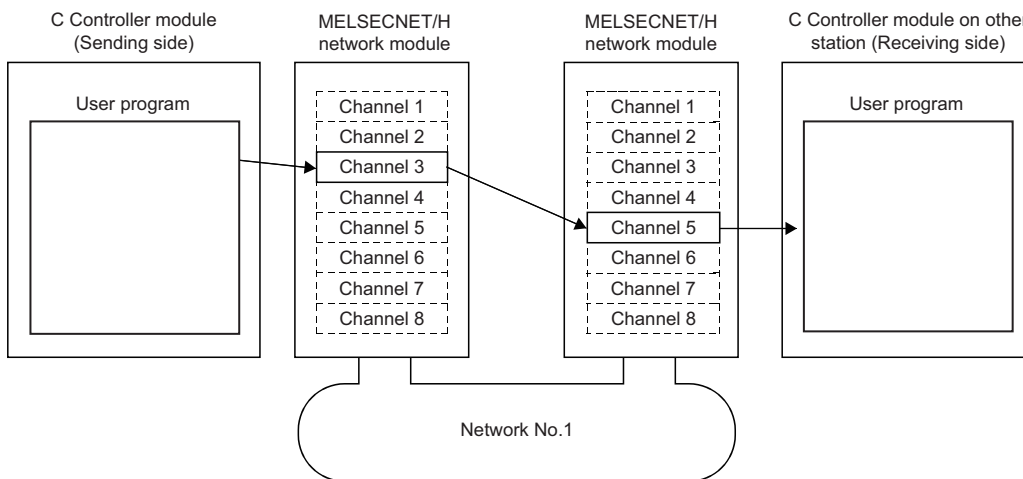 C Controller module
(Sending side)
MELSECNET/H
network module
MELSECNET/H
network module
C Controller module on other
station (Receiving side)
User program
Channel 1
Channel 2
Channel 3
Channel 4
Channel 5
Channel 6
Channel 7
Channel 8
Channel 1
Channel 2
Channel 3
Channel 4
Channel 5
Channel 6
Channel 7
Channel 8
User program
Network No.1